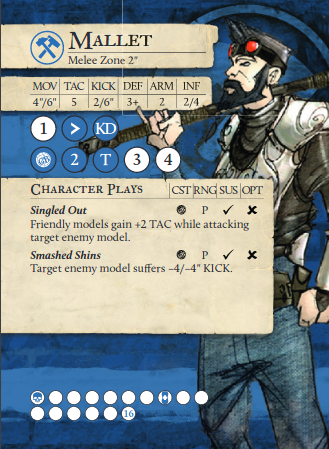 MALLET
Melee Zone 2"
MOV TAC KICK DEF ARM INF
4"/6" 5 2/6" 3+ 2 2/4
1 > KD
2 T 3 4
CHARACTER PLAYS CST RNG SUS OPT
Singled Out P ✓ ✗
Friendly models gain +2 TAC while attacking
target enemy model.
Smashed Shins P ✓ ✗
Target enemy model suffers -4/-4" KICK.
16